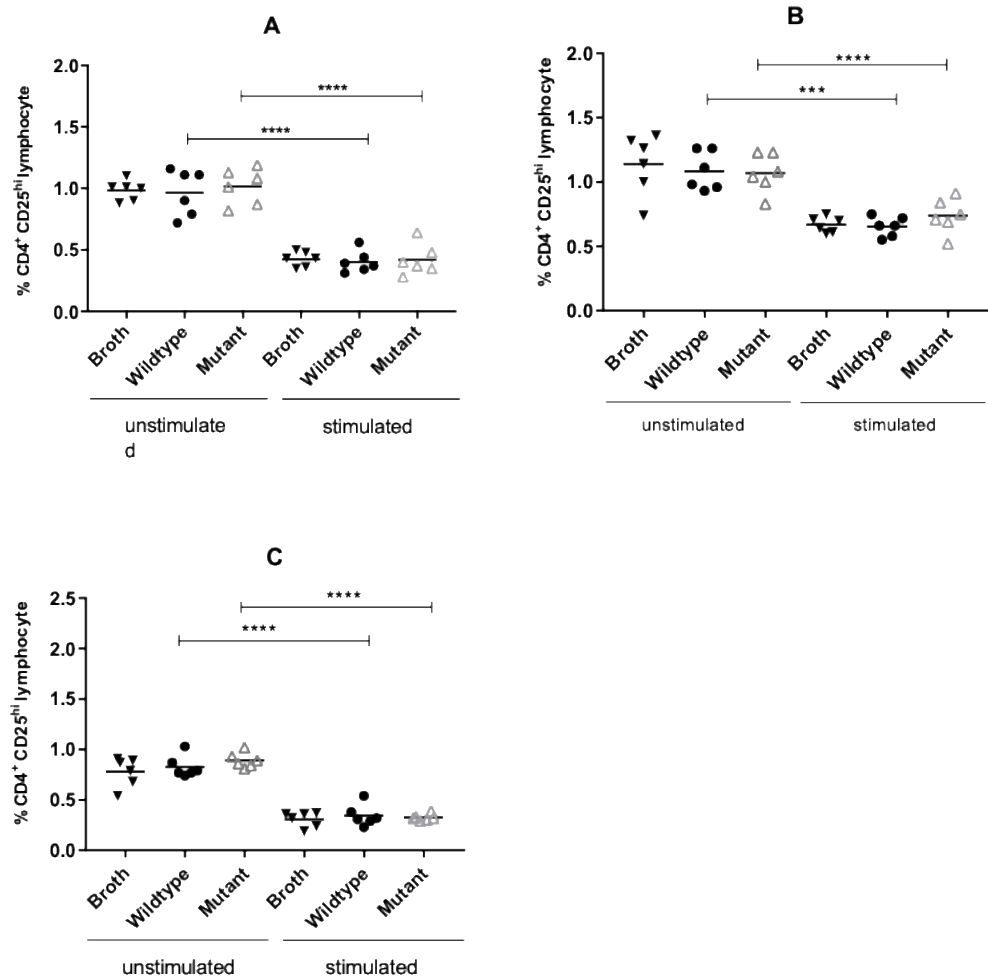 A
% CD4⁺ CD25ʰⁱ lymphocyte
2.0
1.5
1.0
0.5
0.0
****
****
Broth
Wildtype
Mutant
Broth
Wildtype
Mutant
unstimulate
d
stimulated
B
% CD4⁺ CD25ʰⁱ lymphocyte
2.0
1.5
1.0
0.5
0.0
****
***
Broth
Wildtype
Mutant
Broth
Wildtype
Mutant
unstimulated
stimulated
C
% CD4⁺ CD25ʰⁱ lymphocyte
2.5
2.0
1.5
1.0
0.5
0.0
****
****
Broth
Wildtype
Mutant
Broth
Wildtype
Mutant
unstimulated
stimulated